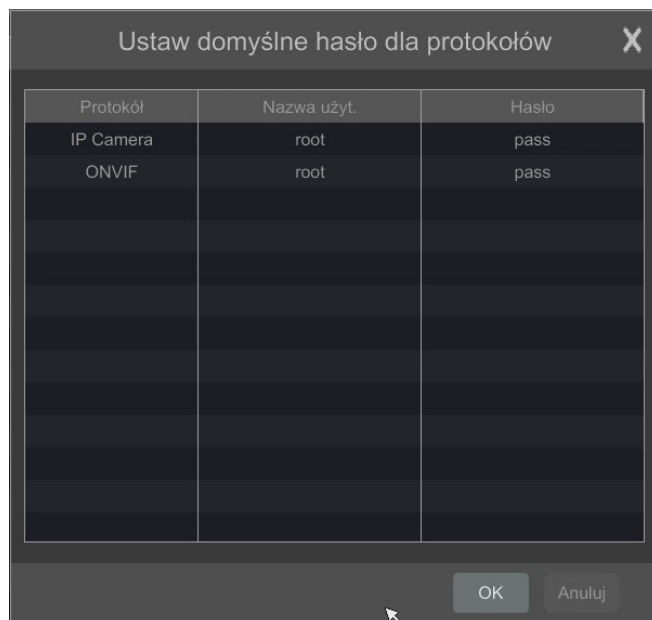 Ustaw domyślne hasło dla protokołów X
Protokół Nazwa użyt. Hasło
IP Camera root pass
ONVIF root pass
OK Anuluj